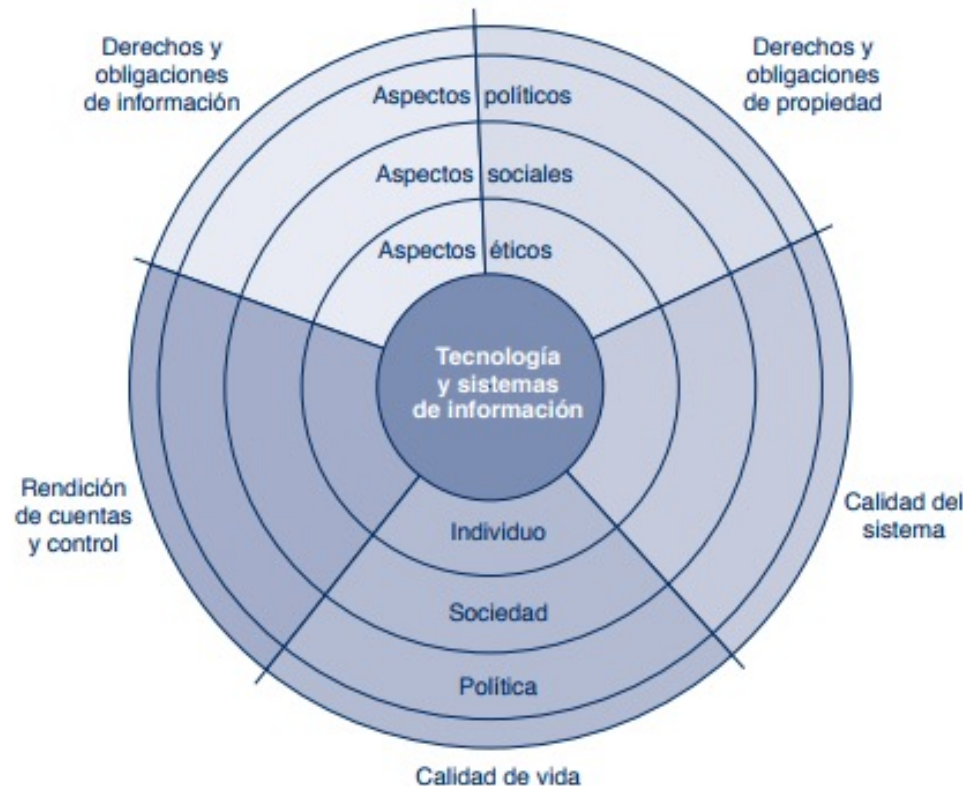 Derechos y
obligaciones
de información
Derechos y
obligaciones
de propiedad
Aspectos políticos
Aspectos sociales
Aspectos éticos
Tecnología
y sistemas
de información
Rendición
de cuentas
y control
Calidad del
sistema
Individuo
Sociedad
Política
Calidad de vida